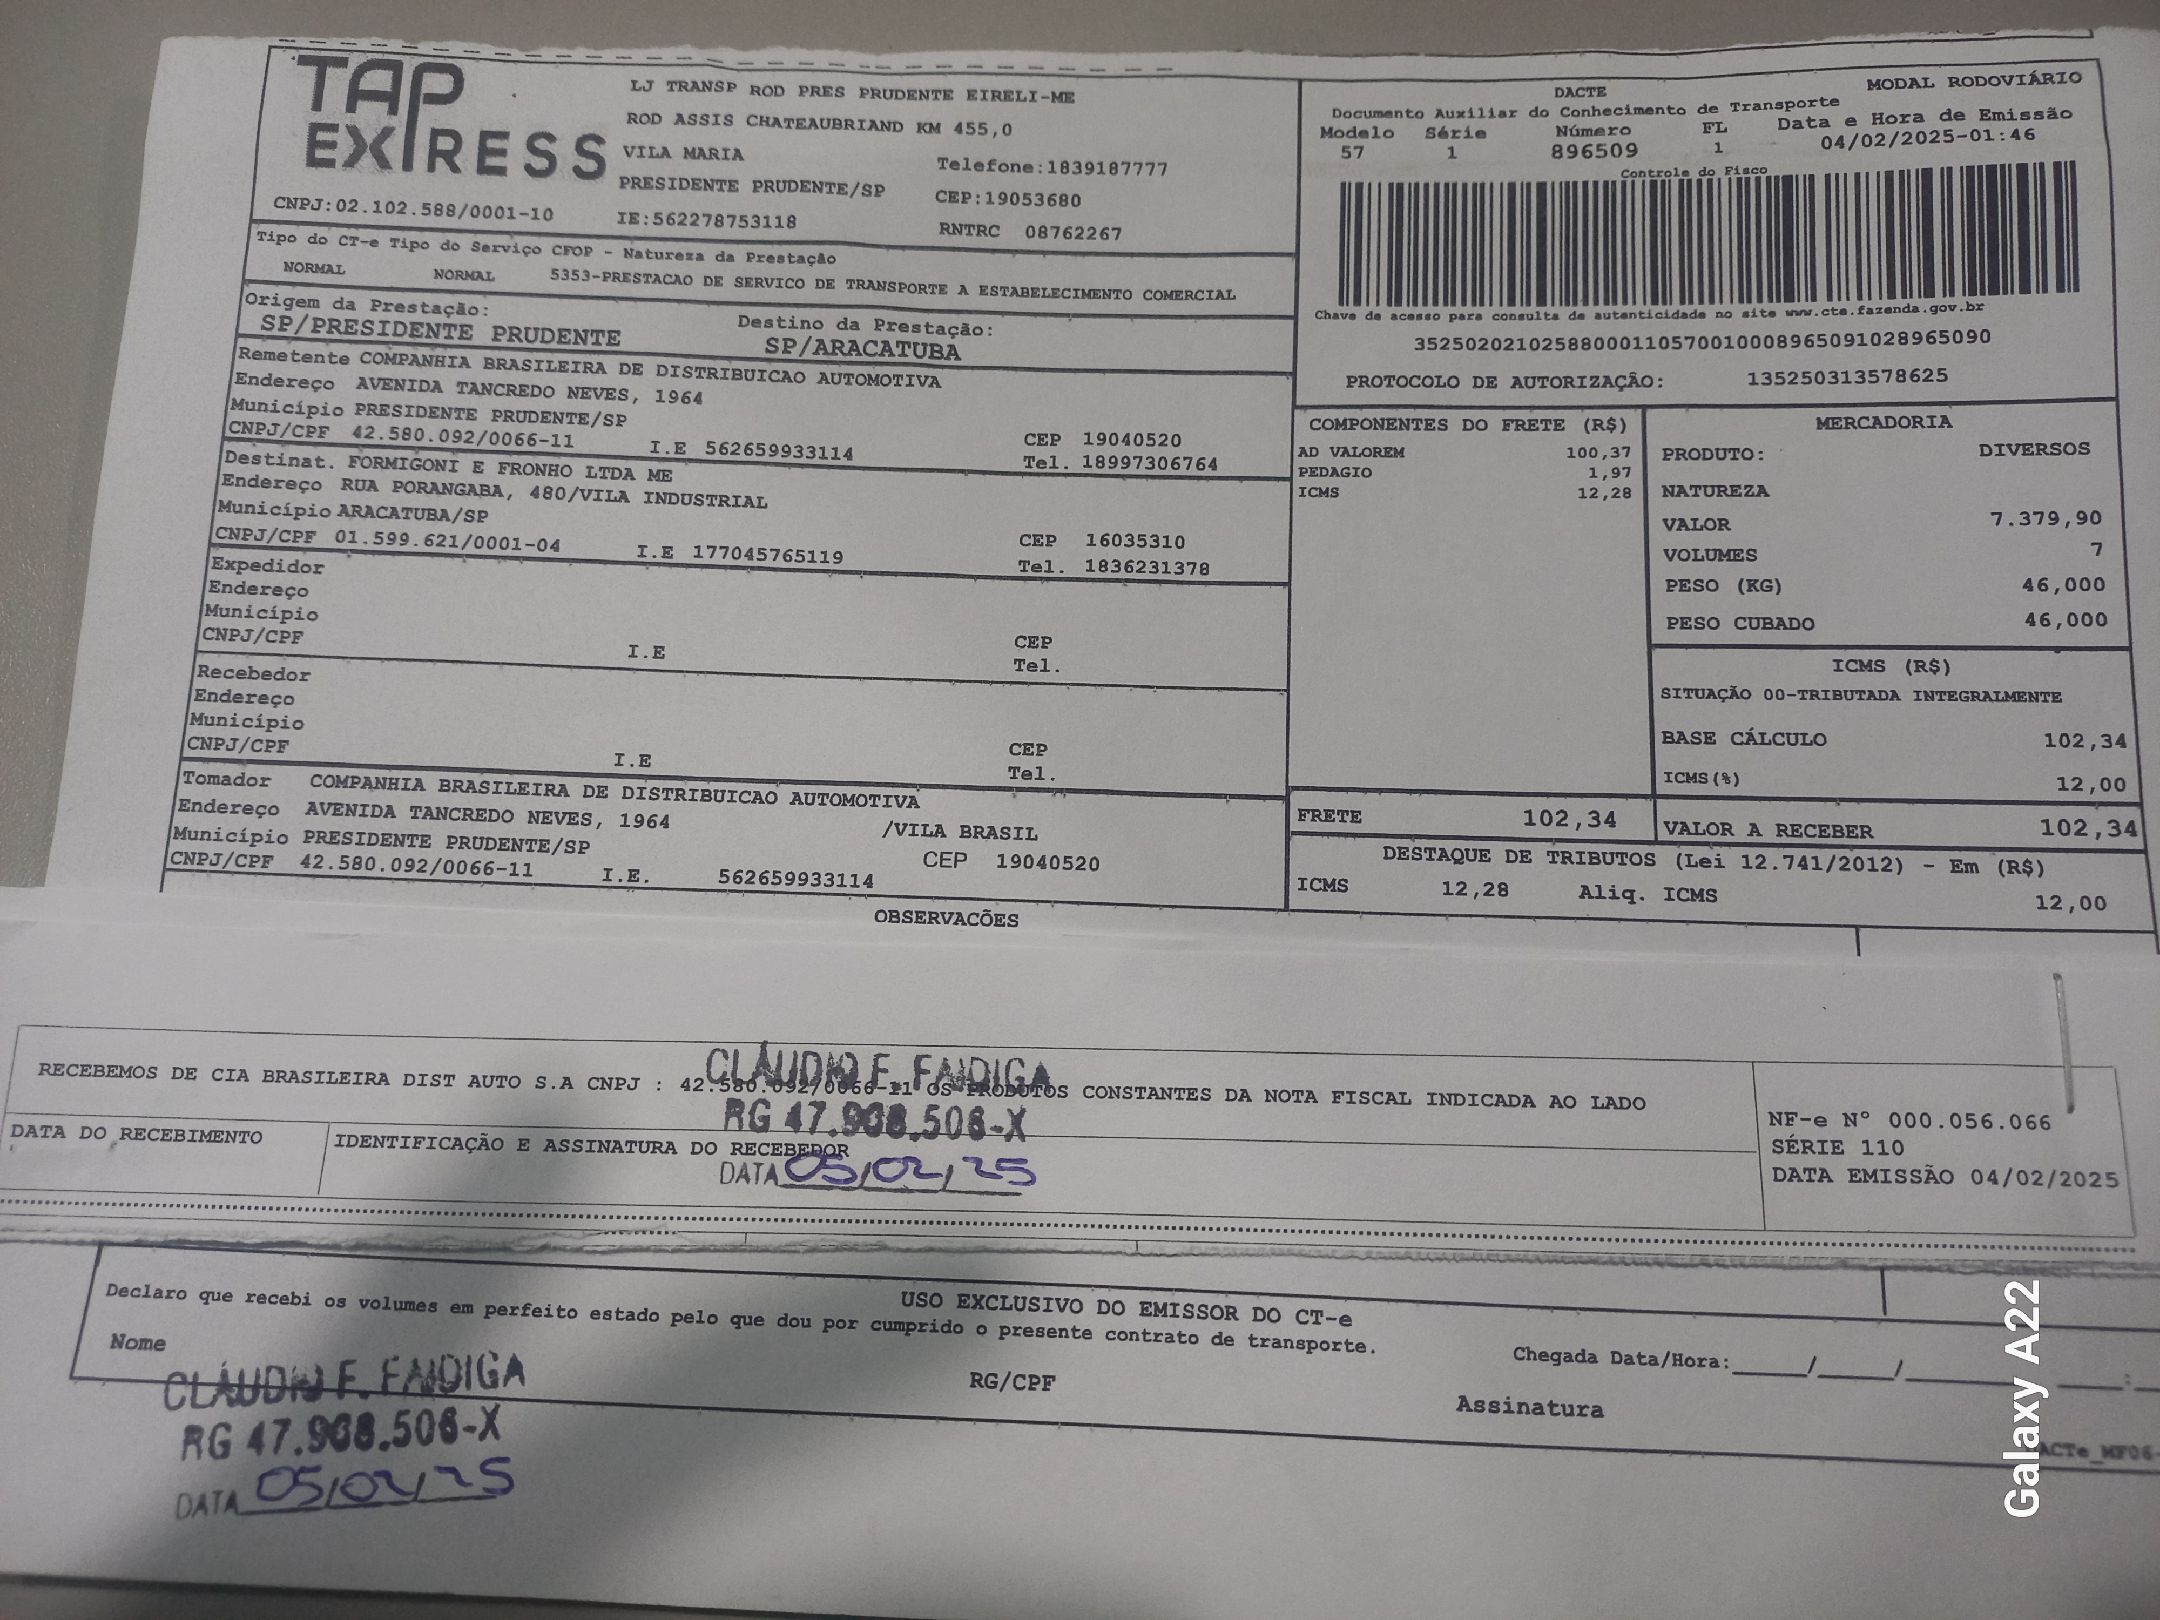 TAP
EXPRESS
CNPJ:02.102.588/0001-10
LJ TRANSP ROD PRES PRUDENTE EIRELI-ME
ROD ASSIS CHATEAUBRIAND KM 455,0
VILA MARIA
Telefone:1839187777
PRESIDENTE PRUDENTE/SP
CEP:19053680
IE:562278753118
RNTRC 08762267
DACTE
MODAL RODOVIÁRIO
Documento Auxiliar do Conhecimento de Transporte
Modelo Série Número FL Data e Hora de Emissão
57 1 896509 1 04/02/2025-01:46
Controle do Fisco
Chave de acesso para consulta de autenticidade no site www.cte.fazenda.gov.br
35250202102588000110570010008965091028965090
PROTOCOLO DE AUTORIZAÇÃO: 135250313578625
Tipo do CT-e Tipo do Serviço CFOP - Natureza da Prestação
NORMAL NORMAL 5353-PRESTACAO DE SERVICO DE TRANSPORTE A ESTABELECIMENTO COMERCIAL
Origem da Prestação: Destino da Prestação:
SP/PRESIDENTE PRUDENTE SP/ARACATUBA
Remetente COMPANHIA BRASILEIRA DE DISTRIBUICAO AUTOMOTIVA
Endereço AVENIDA TANCREDO NEVES, 1964
Município PRESIDENTE PRUDENTE/SP CEP 19040520
CNPJ/CPF 42.580.092/0066-11 I.E 562659933114 Tel. 18997306764
Destinat. FORMIGONI E FRONHO LTDA ME
Endereço RUA PORANGABA, 480/VILA INDUSTRIAL
Município ARACATUBA/SP CEP 16035310
CNPJ/CPF 01.599.621/0001-04 I.E 177045765119 Tel. 1836231378
Expedidor
Endereço
Município CEP
CNPJ/CPF I.E Tel.
Recebedor
Endereço
Município CEP
CNPJ/CPF I.E Tel.
Tomador COMPANHIA BRASILEIRA DE DISTRIBUICAO AUTOMOTIVA
Endereço AVENIDA TANCREDO NEVES, 1964 /VILA BRASIL
Município PRESIDENTE PRUDENTE/SP CEP 19040520
CNPJ/CPF 42.580.092/0066-11 I.E. 562659933114
COMPONENTES DO FRETE (R$)
AD VALOREM 100,37
PEDAGIO 1,97
ICMS 12,28
MERCADORIA
PRODUTO: DIVERSOS
NATUREZA
VALOR 7.379,90
VOLUMES 7
PESO (KG) 46,000
PESO CUBADO 46,000
ICMS (R$)
SITUAÇÃO 00-TRIBUTADA INTEGRALMENTE
BASE CÁLCULO 102,34
ICMS(%) 12,00
FRETE 102,34
VALOR A RECEBER 102,34
DESTAQUE DE TRIBUTOS (Lei 12.741/2012) - Em (R$)
ICMS 12,28 Aliq. ICMS 12,00
OBSERVAÇÕES
RECEBEMOS DE CIA BRASILEIRA DIST AUTO S.A CNPJ : 42.580.092/0066-11 OS PRODUTOS CONSTANTES DA NOTA FISCAL INDICADA AO LADO
CLÁUDIO F. FAIDIGA
RG 47.908.506-X
DATA 05/02/25
DATA DO RECEBIMENTO
IDENTIFICAÇÃO E ASSINATURA DO RECEBEDOR
NF-e Nº 000.056.066
SÉRIE 110
DATA EMISSÃO 04/02/2025
USO EXCLUSIVO DO EMISSOR DO CT-e
Declaro que recebi os volumes em perfeito estado pelo que dou por cumprido o presente contrato de transporte.
Nome
RG/CPF
Chegada Data/Hora:_____/_____/_____ _____:
Assinatura
CLÁUDIO F. FAIDIGA
RG 47.908.506-X
DATA 05/02/25
Galaxy A22